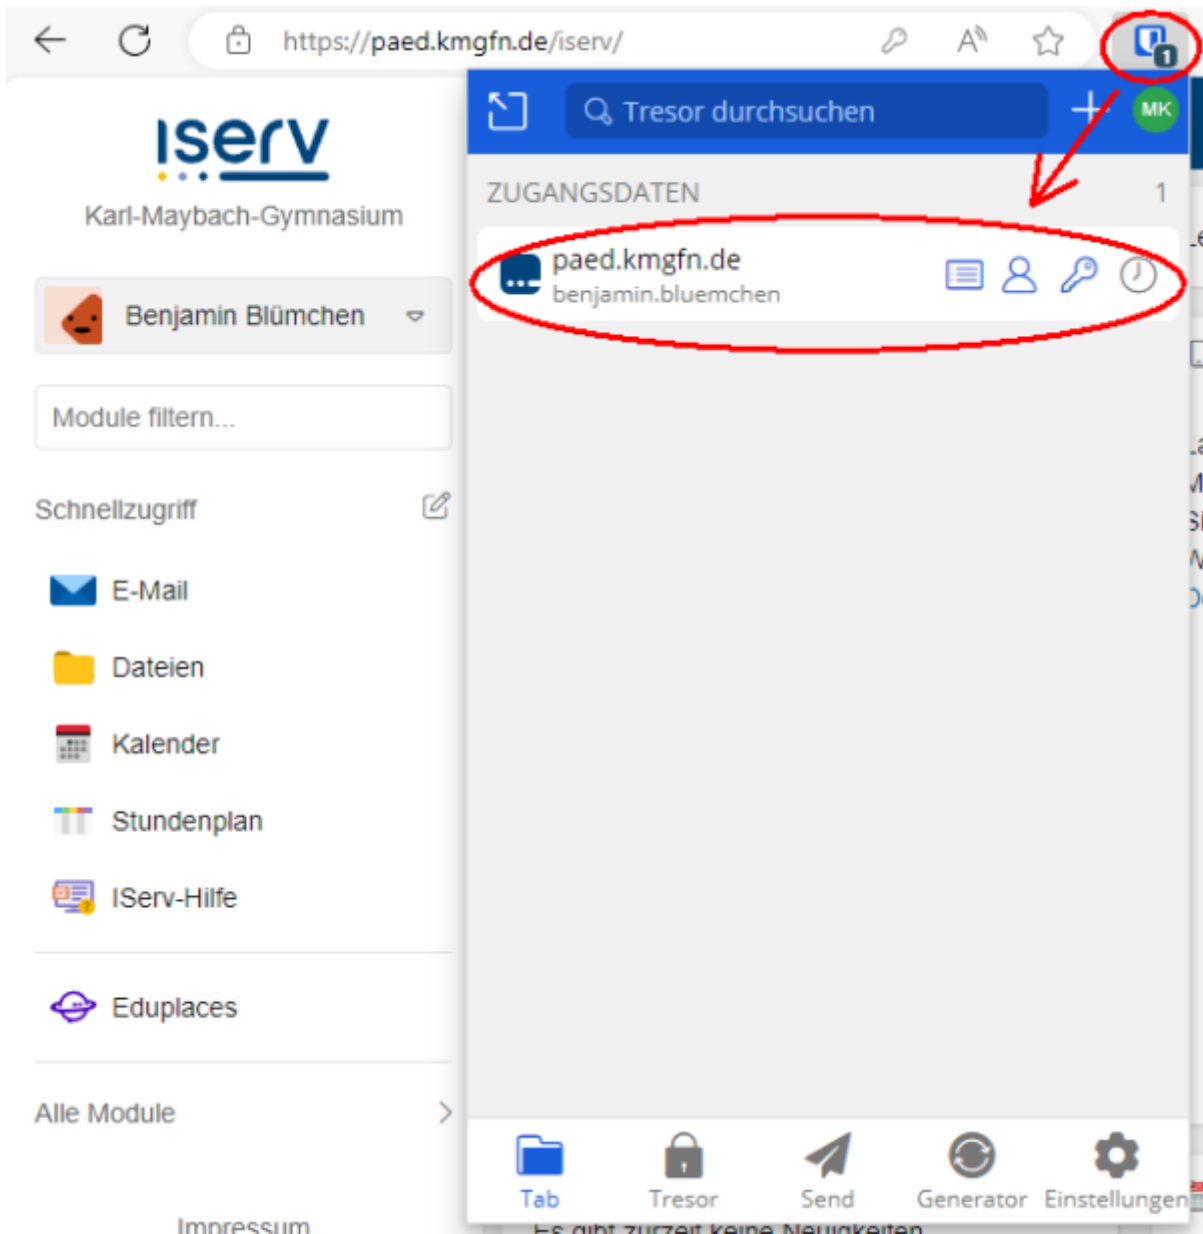 https://paed.kmgfn.de/iserv/
A
1
Tresor durchsuchen
MK
ZUGANGSDATEN
1
paed.kmgfn.de
benjamin.bluemchen
Iserv
Karl-Maybach-Gymnasium
Benjamin Blümchen
Module filtern...
Schnellzugriff
E-Mail
Dateien
Kalender
Stundenplan
IServ-Hilfe
Eduplaces
Alle Module
Impressum
Tab
Tresor
Send
Generator
Einstellungen
Es gibt zurzeit keine Neuigkeiten